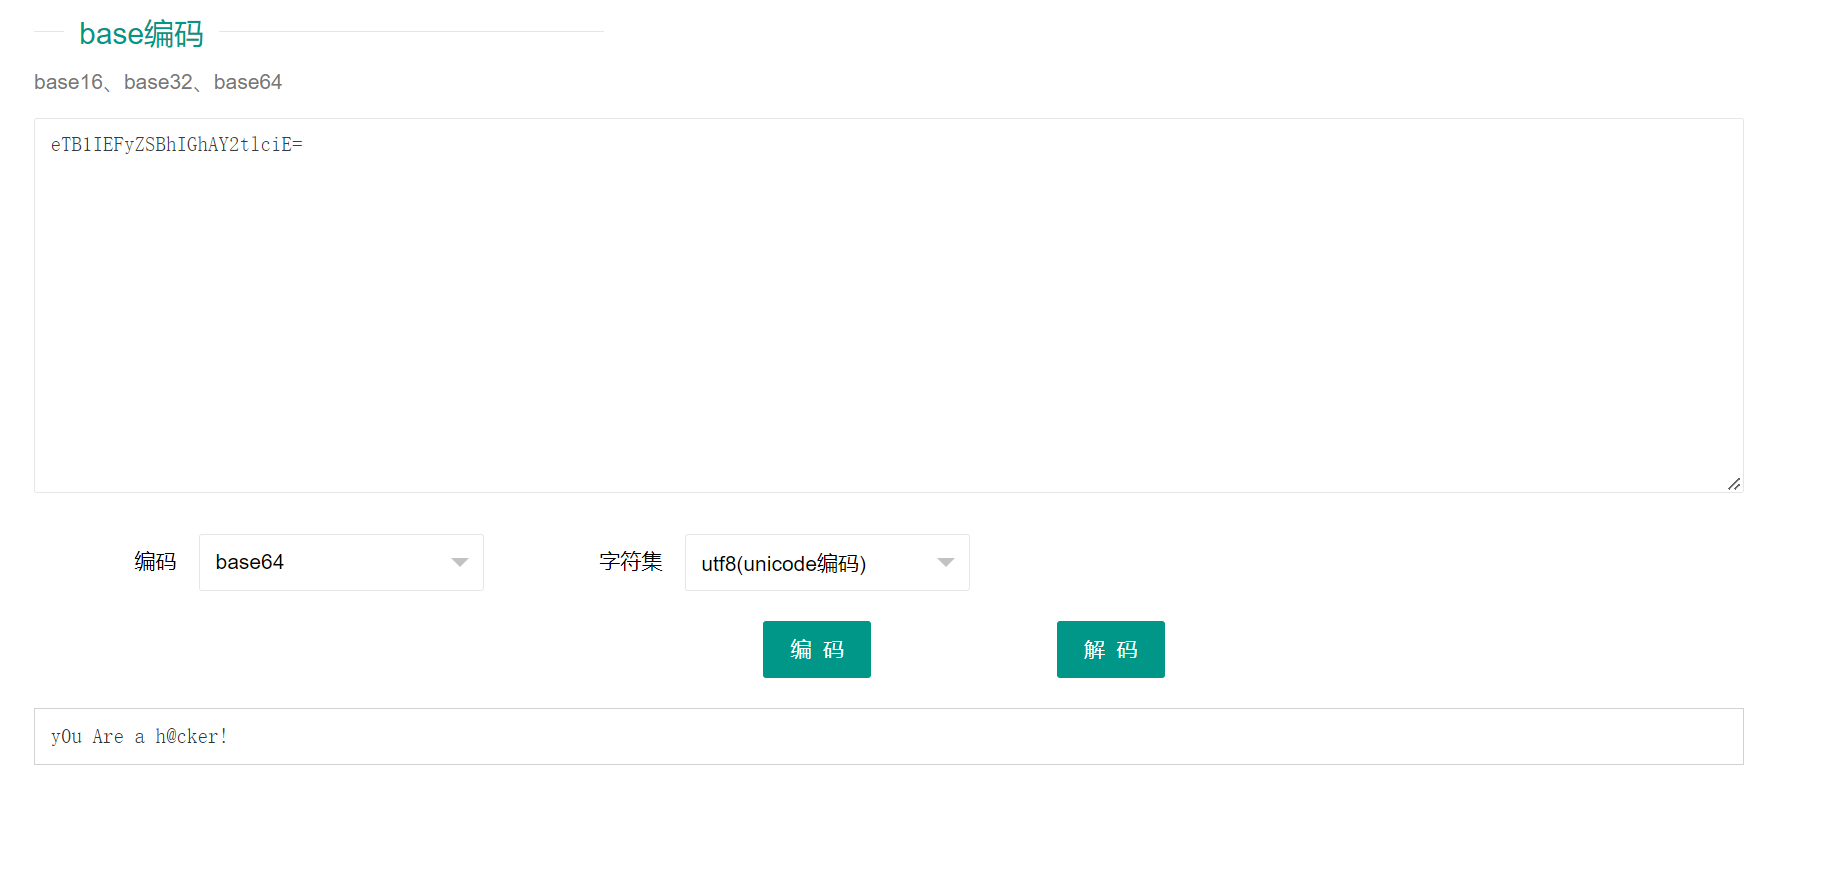 base编码
base16、base32、base64
eTB1IEFyZSBhIGhAY2tlciE=
编码 base64 字符集 utf8(unicode编码)
编 码 解 码
y0u Are a h@cker!